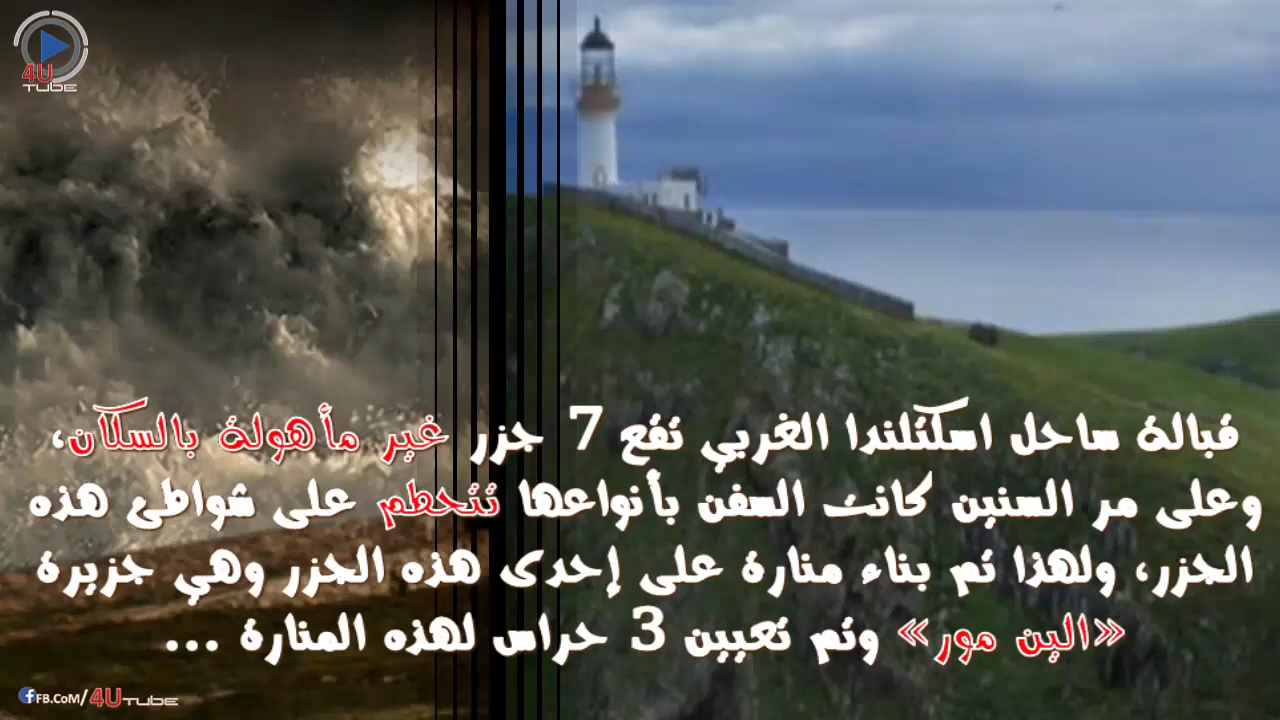 4U
TUBE
قبالة ساحل اسكتلندا الغربي تقع 7 جزر غير مأهولة بالسكان،
وعلى مر السنين كانت السفن بأنواعها تتحطم على شواطئ هذه
الجزر، ولهذا تم بناء منارة على إحدى هذه الجزر وهي جزيرة
«الين مور» وتم تعيين 3 حراس لهذه المنارة ...
FB.COM/4UTUBE